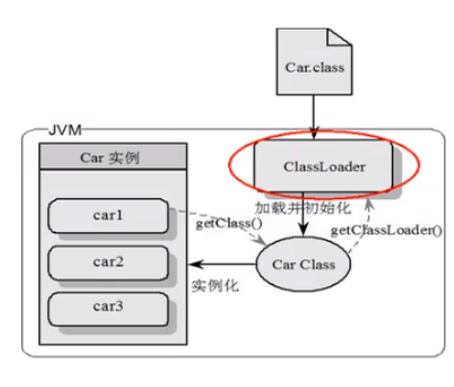 Car.class
JVM
Car 实例
ClassLoader
加载并初始化
car1
getClass()
getClassLoader()
car2
Car Class
实例化
car3